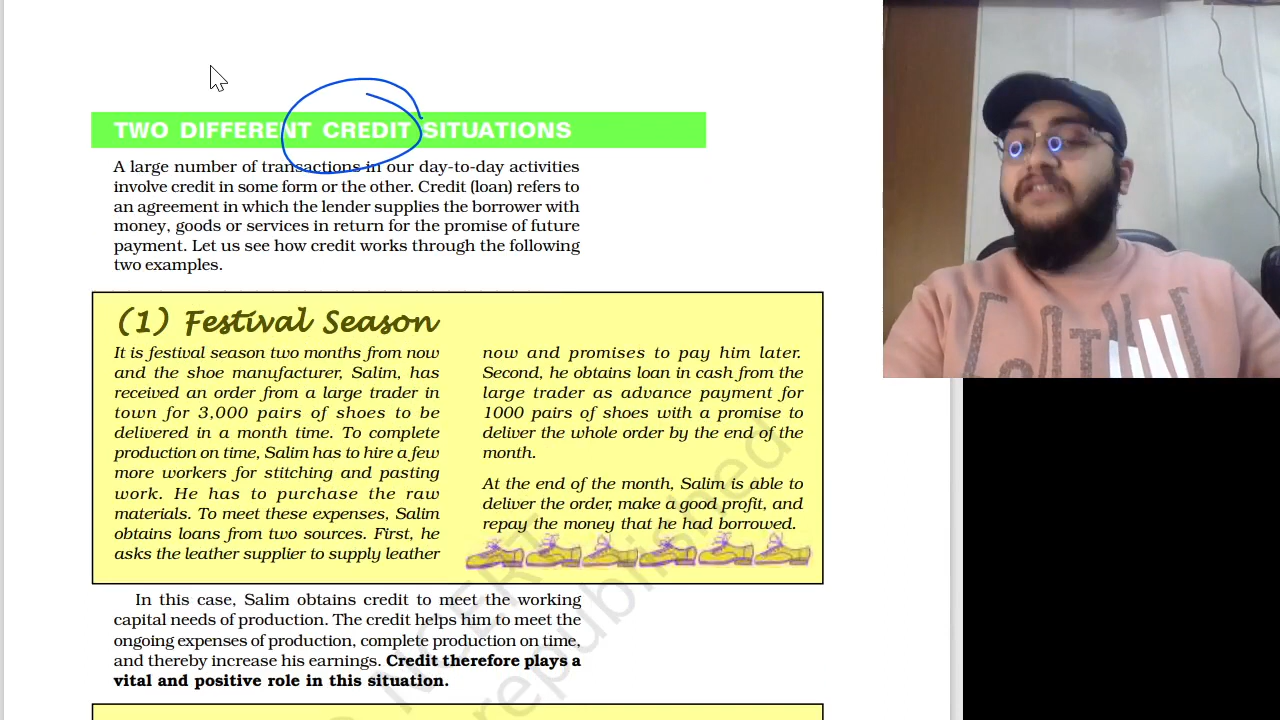 TWO DIFFERENT CREDIT SITUATIONS
A large number of transactions in our day-to-day activities
involve credit in some form or the other. Credit (loan) refers to
an agreement in which the lender supplies the borrower with
money, goods or services in return for the promise of future
payment. Let us see how credit works through the following
two examples.
(1) Festival Season
It is festival season two months from now
and the shoe manufacturer, Salim, has
received an order from a large trader in
town for 3,000 pairs of shoes to be
delivered in a month time. To complete
production on time, Salim has to hire a few
more workers for stitching and pasting
work. He has to purchase the raw
materials. To meet these expenses, Salim
obtains loans from two sources. First, he
asks the leather supplier to supply leather
now and promises to pay him later.
Second, he obtains loan in cash from the
large trader as advance payment for
1000 pairs of shoes with a promise to
deliver the whole order by the end of the
month.
At the end of the month, Salim is able to
deliver the order, make a good profit, and
repay the money that he had borrowed.
In this case, Salim obtains credit to meet the working
capital needs of production. The credit helps him to meet the
ongoing expenses of production, complete production on time,
and thereby increase his earnings. Credit therefore plays a
vital and positive role in this situation.
NCERT
republished